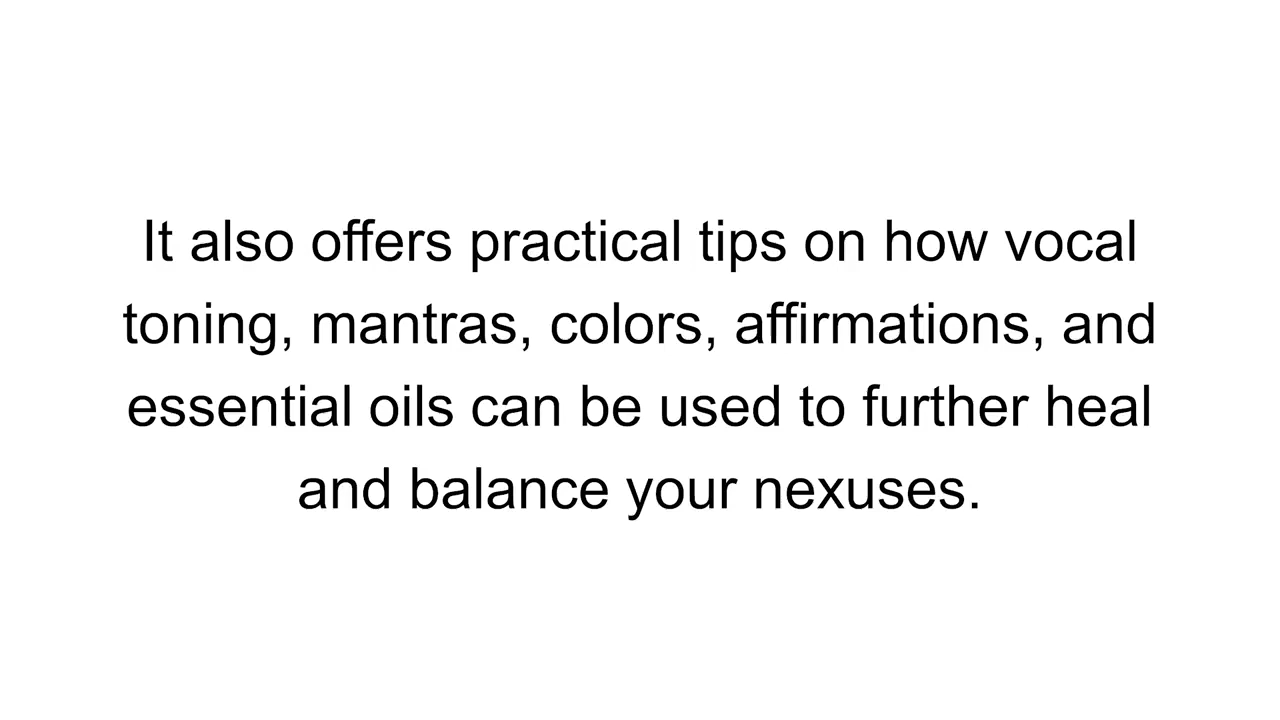 It also offers practical tips on how vocal
toning, mantras, colors, affirmations, and
essential oils can be used to further heal
and balance your nexuses.